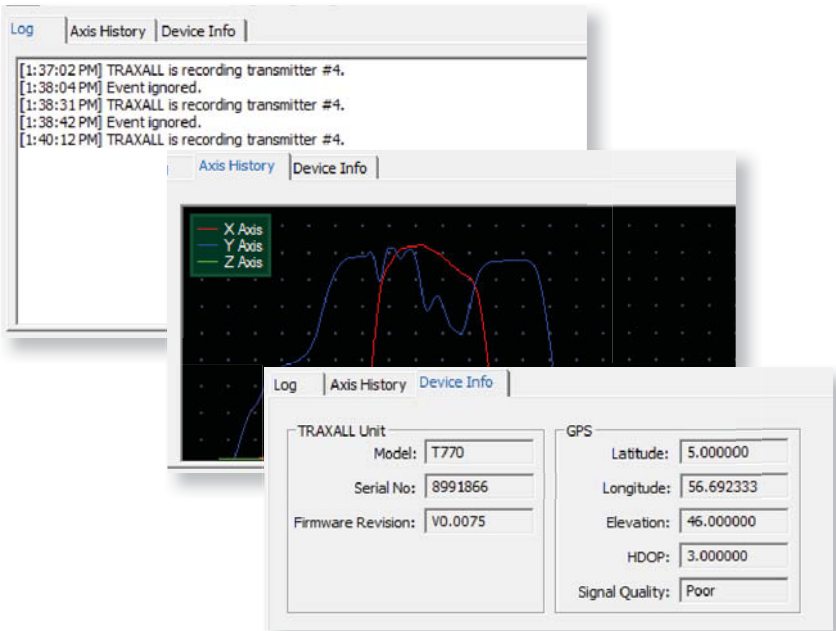 Log Axis History Device Info
[1:37:02 PM] TRAXALL is recording transmitter #4.
[1:38:04 PM] Event ignored.
[1:38:31 PM] TRAXALL is recording transmitter #4.
[1:38:42 PM] Event ignored.
[1:40:12 PM] TRAXALL is recording transmitter #4.
Axis History Device Info
X Axis
Y Axis
Z Axis
Log Axis History Device Info
TRAXALL Unit
Model: T770
Serial No: 8991866
Firmware Revision: V0.0075
GPS
Latitude: 5.000000
Longitude: 56.692333
Elevation: 46.000000
HDOP: 3.000000
Signal Quality: Poor